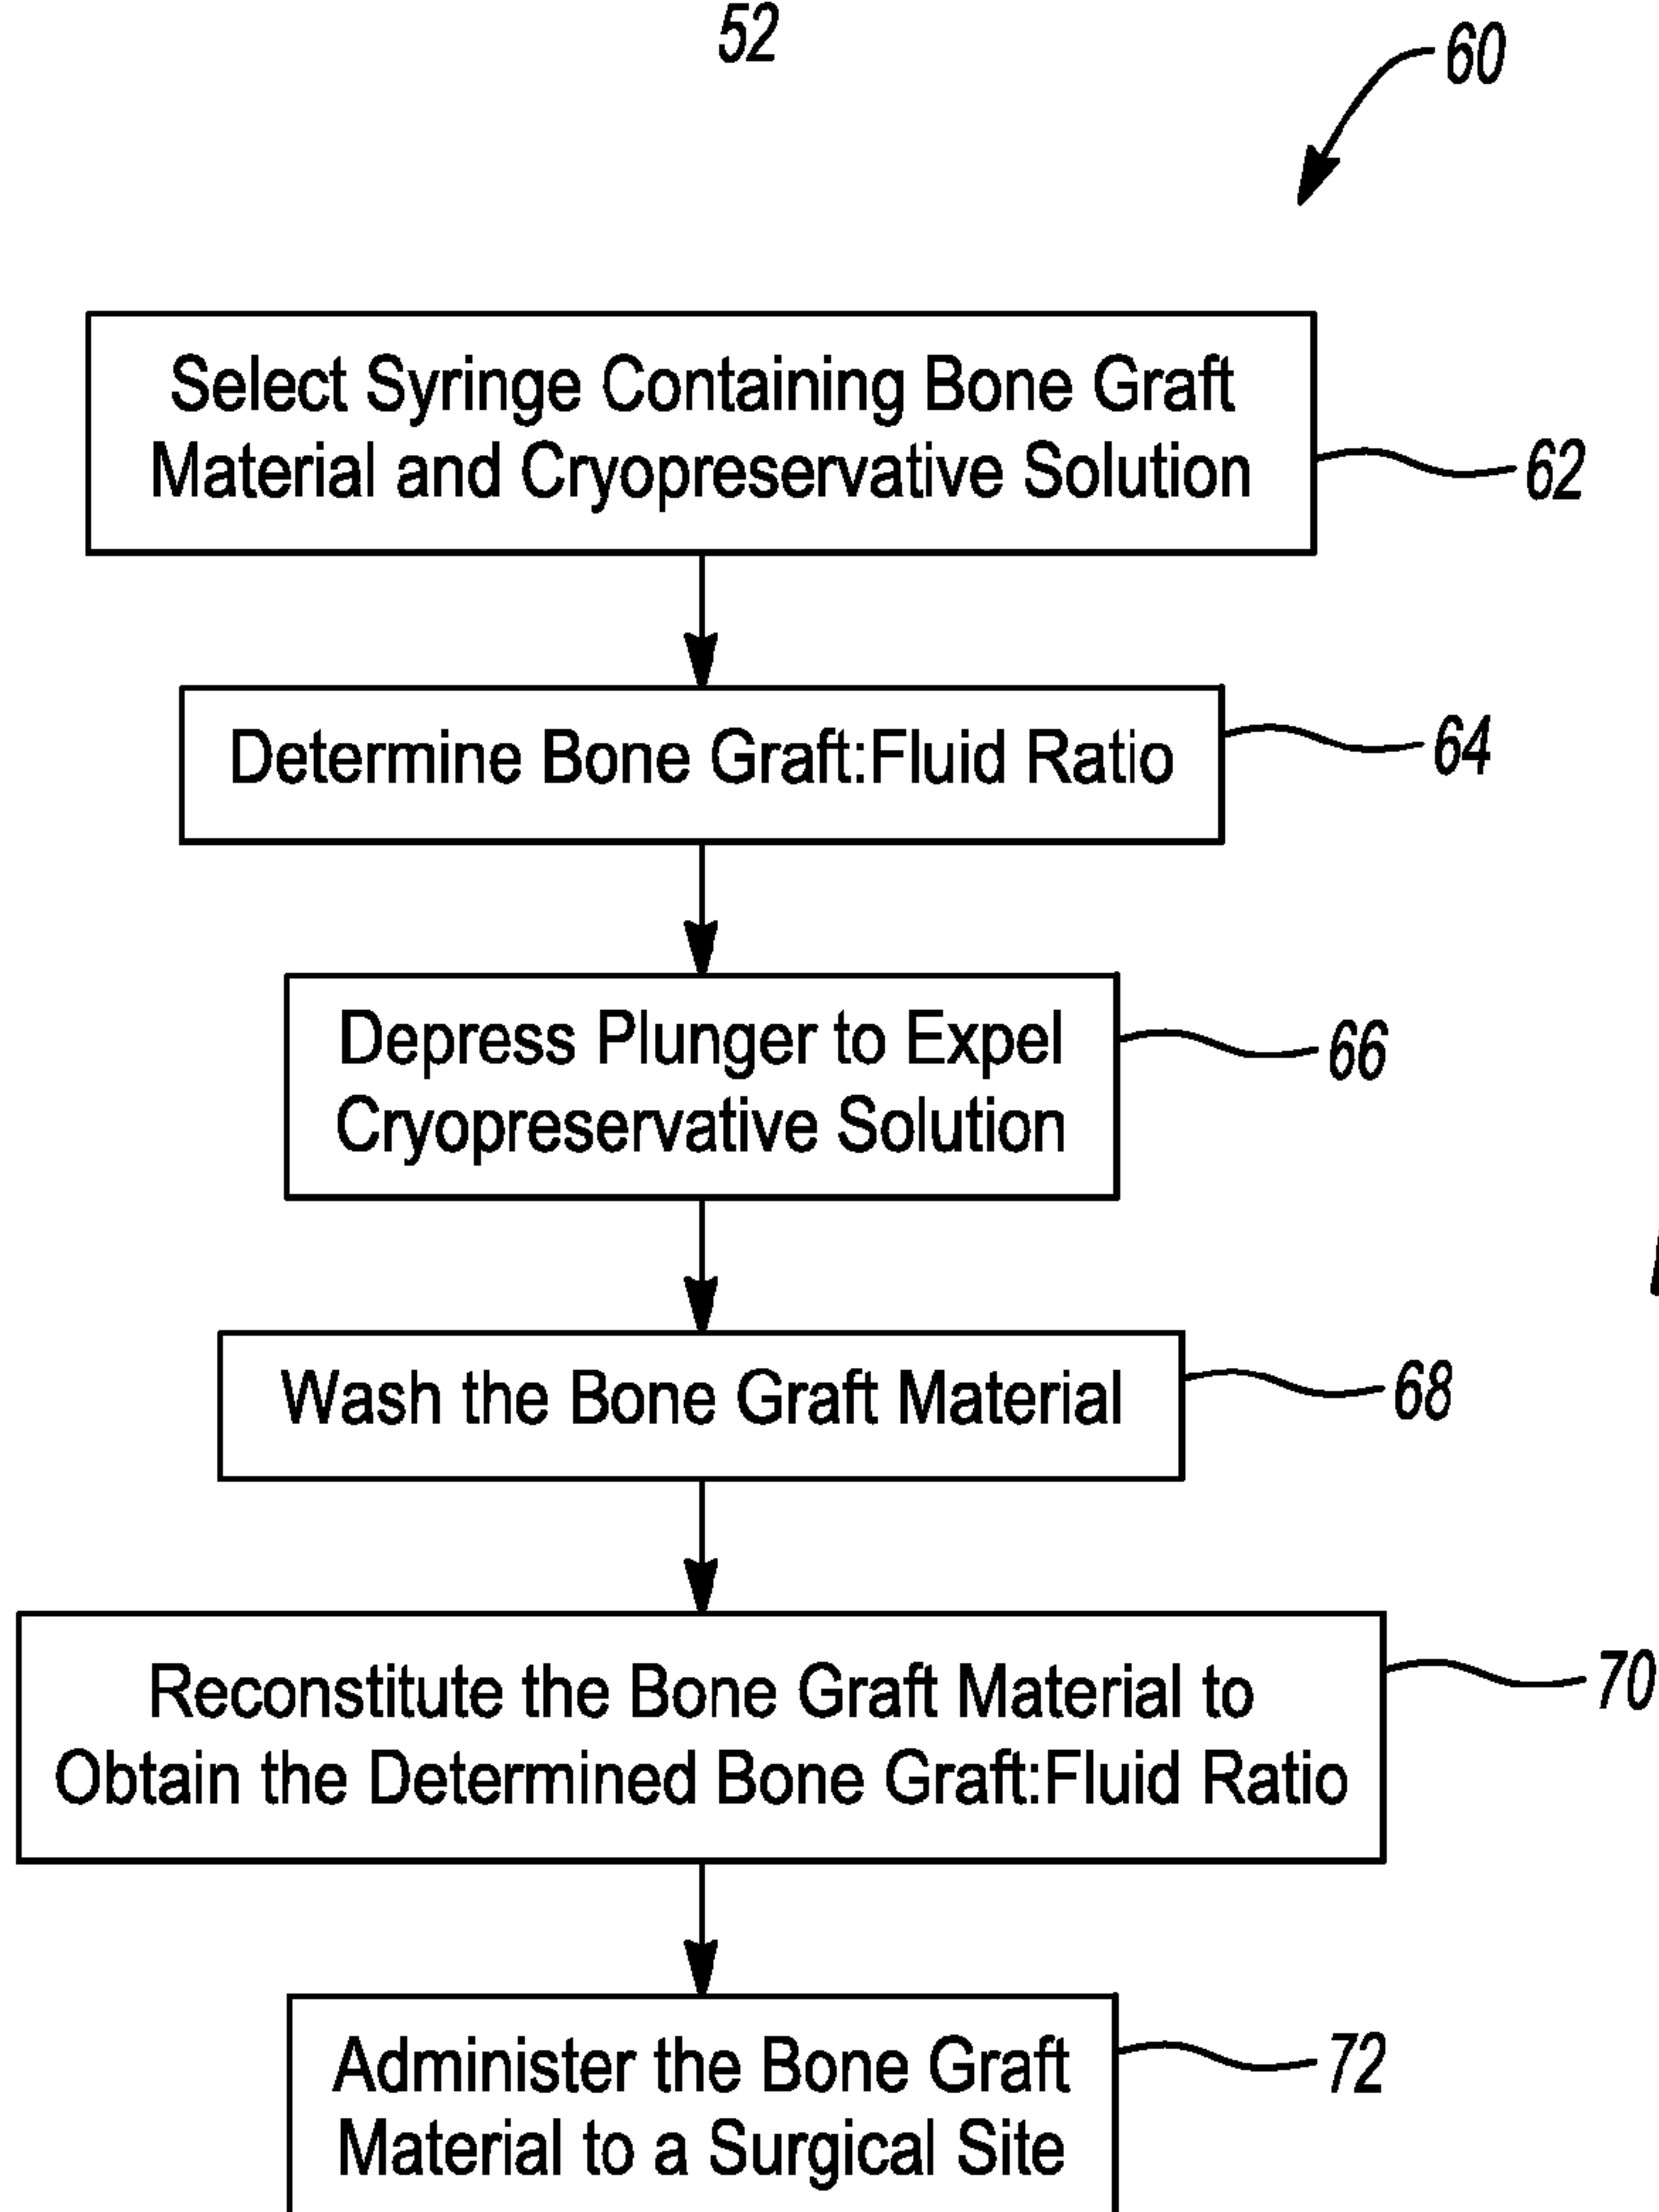 52
60
Select Syringe Containing Bone Graft
Material and Cryopreservative Solution
62
Determine Bone Graft:Fluid Ratio
64
Depress Plunger to Expel
Cryopreservative Solution
66
Wash the Bone Graft Material
68
Reconstitute the Bone Graft Material to
Obtain the Determined Bone Graft:Fluid Ratio
70
Administer the Bone Graft
Material to a Surgical Site
72